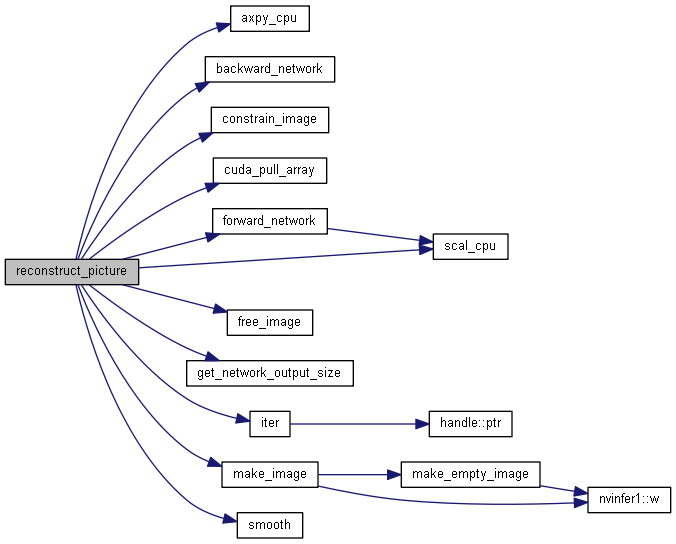 axpy_cpu
backward_network
constrain_image
cuda_pull_array
forward_network
scal_cpu
reconstruct_picture
free_image
get_network_output_size
iter
handle::ptr
make_image
make_empty_image
nvinfer1::w
smooth